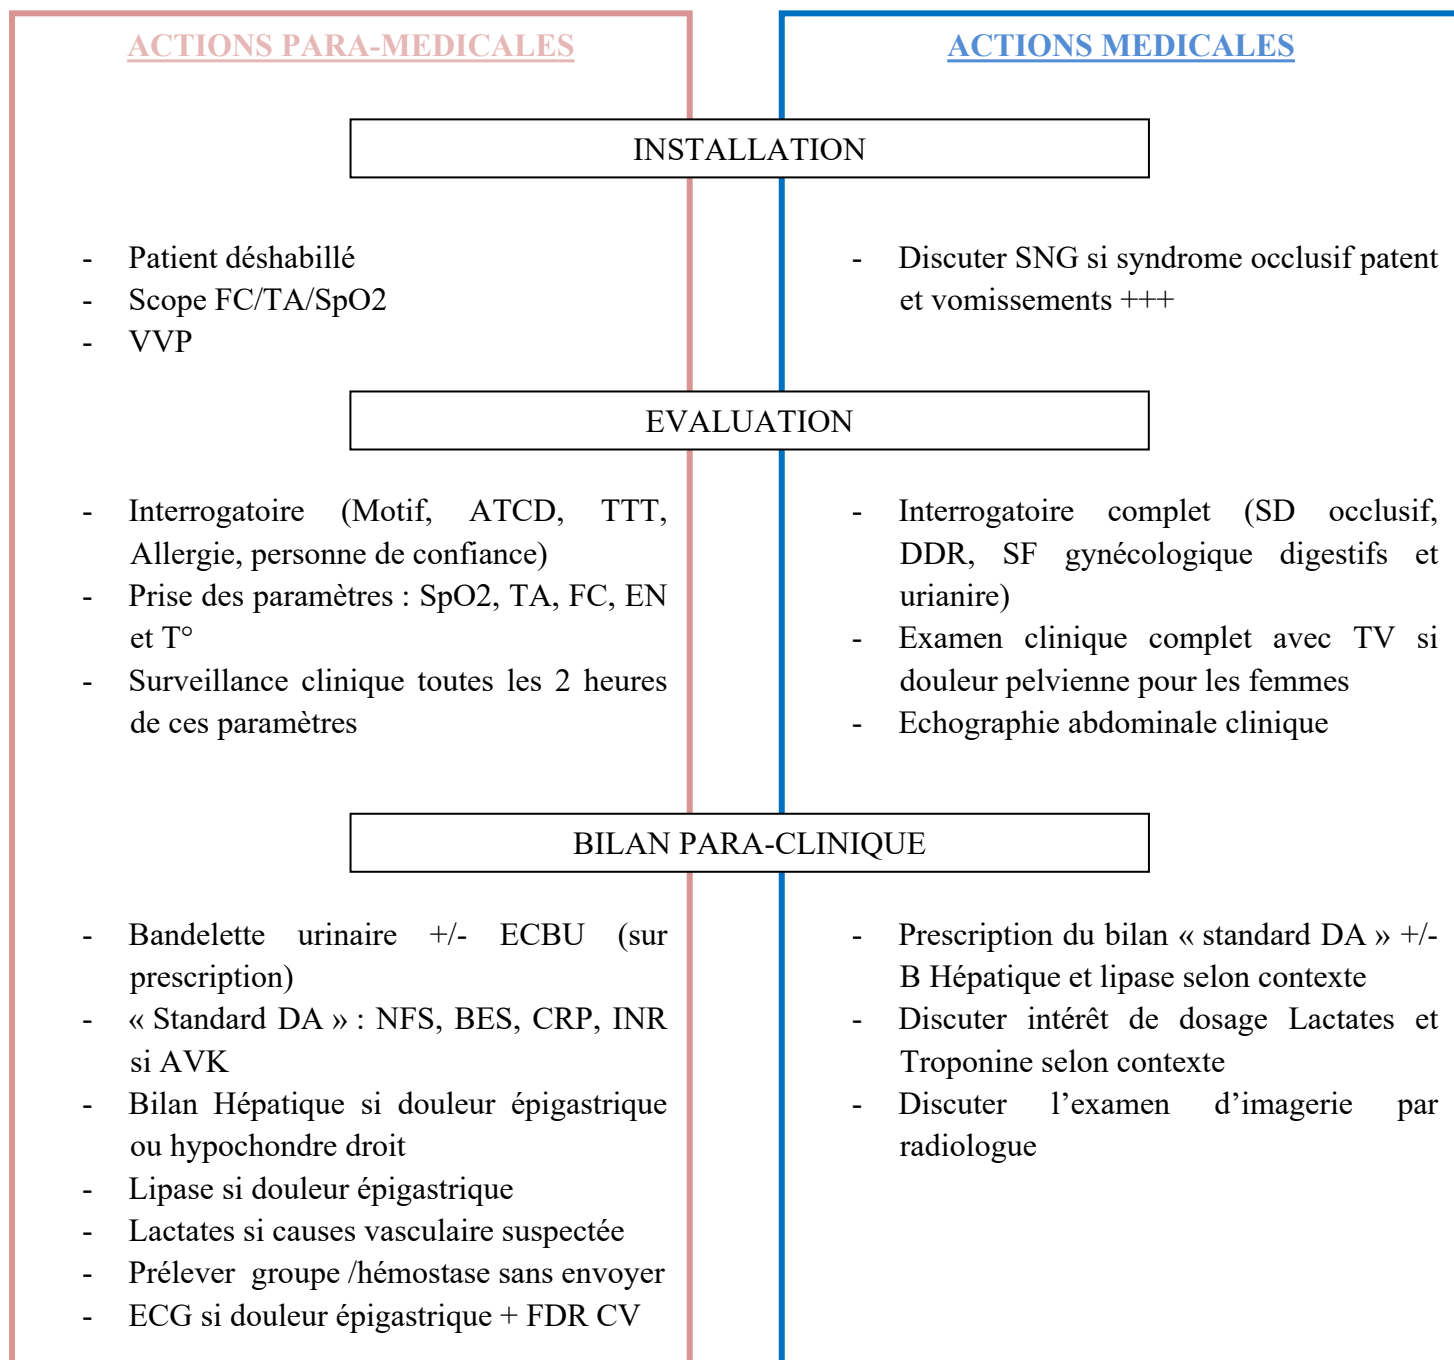 ACTIONS PARA-MEDICALES
ACTIONS MEDICALES
INSTALLATION
- Patient déshabillé
- Scope FC/TA/SpO2
- VVP
- Discuter SNG si syndrome occlusif patent
et vomissements +++
EVALUATION
- Interrogatoire (Motif, ATCD, TTT,
Allergie, personne de confiance)
- Prise des paramètres : SpO2, TA, FC, EN
et T°
- Surveillance clinique toutes les 2 heures
de ces paramètres
- Interrogatoire complet (SD occlusif,
DDR, SF gynécologique digestifs et
urianire)
- Examen clinique complet avec TV si
douleur pelvienne pour les femmes
- Echographie abdominale clinique
BILAN PARA-CLINIQUE
- Bandelette urinaire +/- ECBU (sur
prescription)
- « Standard DA » : NFS, BES, CRP, INR
si AVK
- Bilan Hépatique si douleur épigastrique
ou hypochondre droit
- Lipase si douleur épigastrique
- Lactates si causes vasculaire suspectée
- Prélever groupe /hémostase sans envoyer
- ECG si douleur épigastrique + FDR CV
- Prescription du bilan « standard DA » +/-
B Hépatique et lipase selon contexte
- Discuter intérêt de dosage Lactates et
Troponine selon contexte
- Discuter l’examen d’imagerie par
radiologue